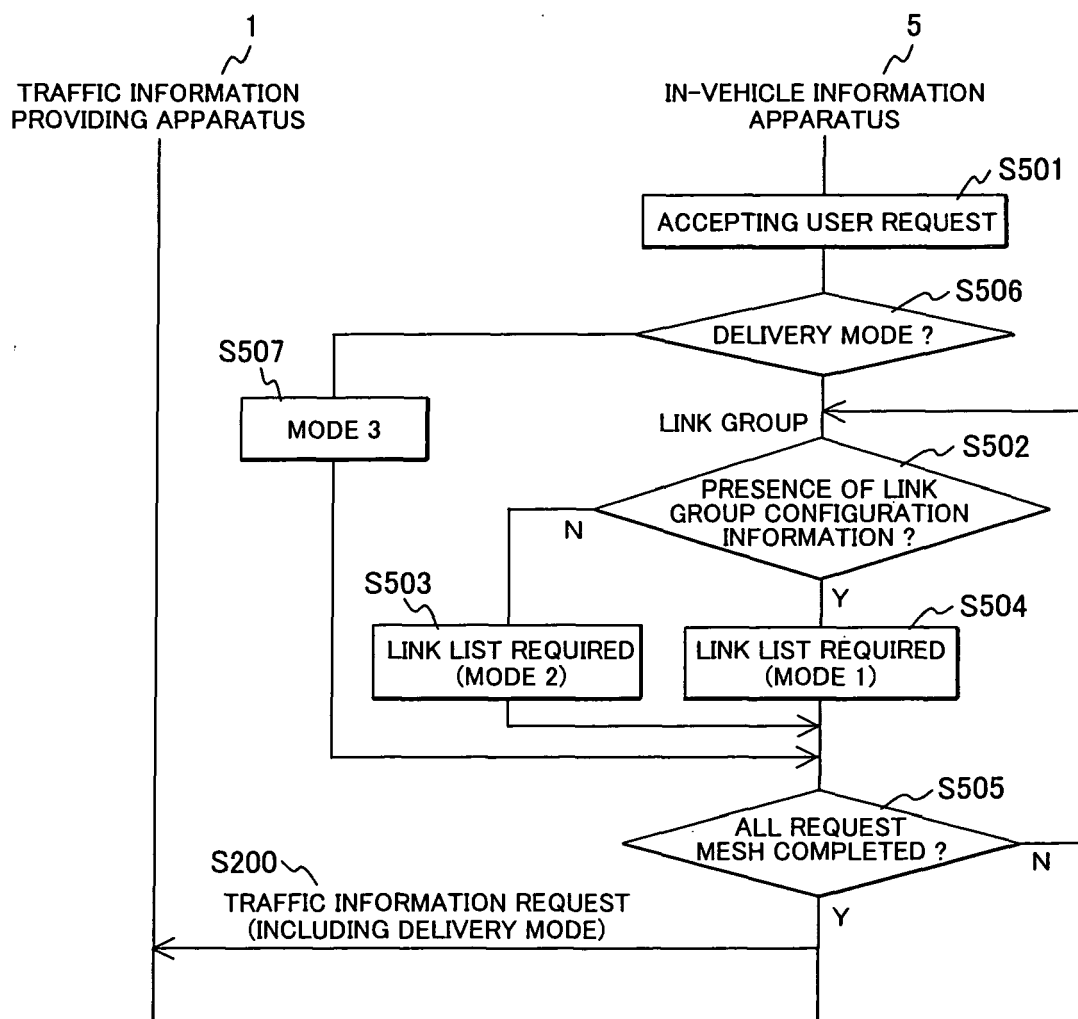 1
5
TRAFFIC INFORMATION
PROVIDING APPARATUS
IN-VEHICLE INFORMATION
APPARATUS
S501
ACCEPTING USER REQUEST
S506
DELIVERY MODE ?
S507
MODE 3
LINK GROUP
S502
PRESENCE OF LINK
GROUP CONFIGURATION
INFORMATION ?
N
Y
S503
LINK LIST REQUIRED
(MODE 2)
S504
LINK LIST REQUIRED
(MODE 1)
S505
ALL REQUEST
MESH COMPLETED ?
N
Y
S200
TRAFFIC INFORMATION REQUEST
(INCLUDING DELIVERY MODE)